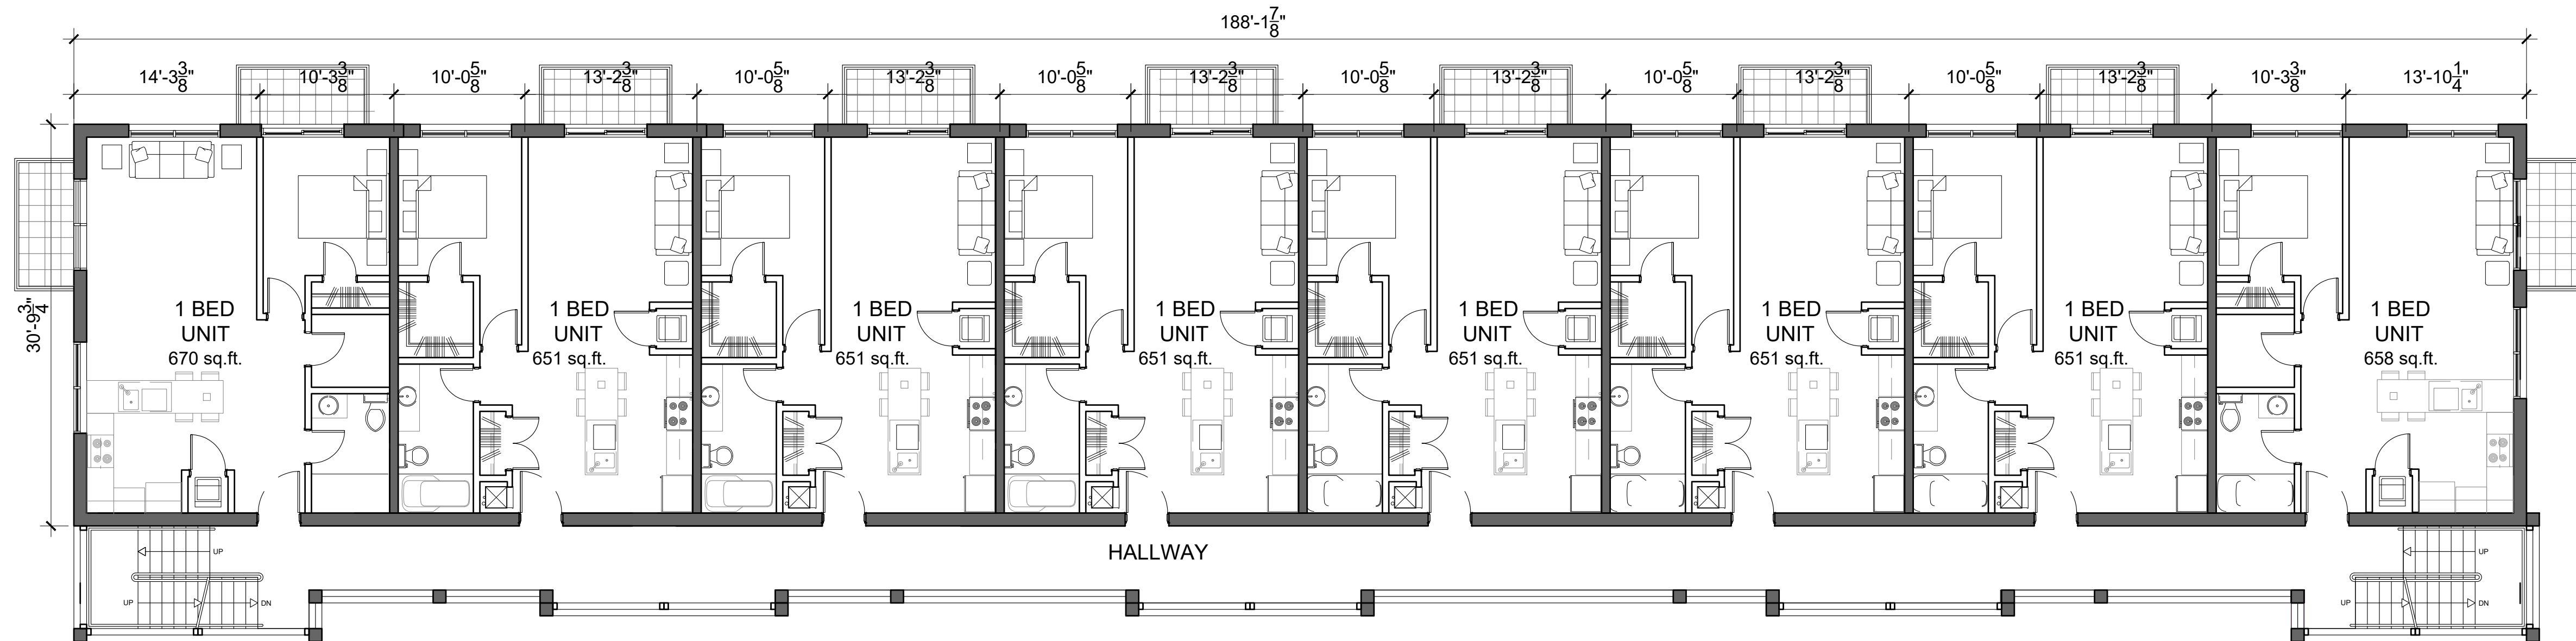 188'-1 7/8"
14'-3 3/8"
10'-3 3/8"
10'-0 5/8"
13'-2 3/8"
10'-0 5/8"
13'-2 3/8"
10'-0 5/8"
13'-2 3/8"
10'-0 5/8"
13'-2 3/8"
10'-0 5/8"
13'-2 3/8"
10'-0 5/8"
13'-2 3/8"
10'-3 3/8"
13'-10 1/4"
30'-9 3/4"
1 BED
UNIT
670 sq.ft.
1 BED
UNIT
651 sq.ft.
1 BED
UNIT
651 sq.ft.
1 BED
UNIT
651 sq.ft.
1 BED
UNIT
651 sq.ft.
1 BED
UNIT
651 sq.ft.
1 BED
UNIT
651 sq.ft.
1 BED
UNIT
658 sq.ft.
HALLWAY
UP
UP
DN
UP
UP
DN